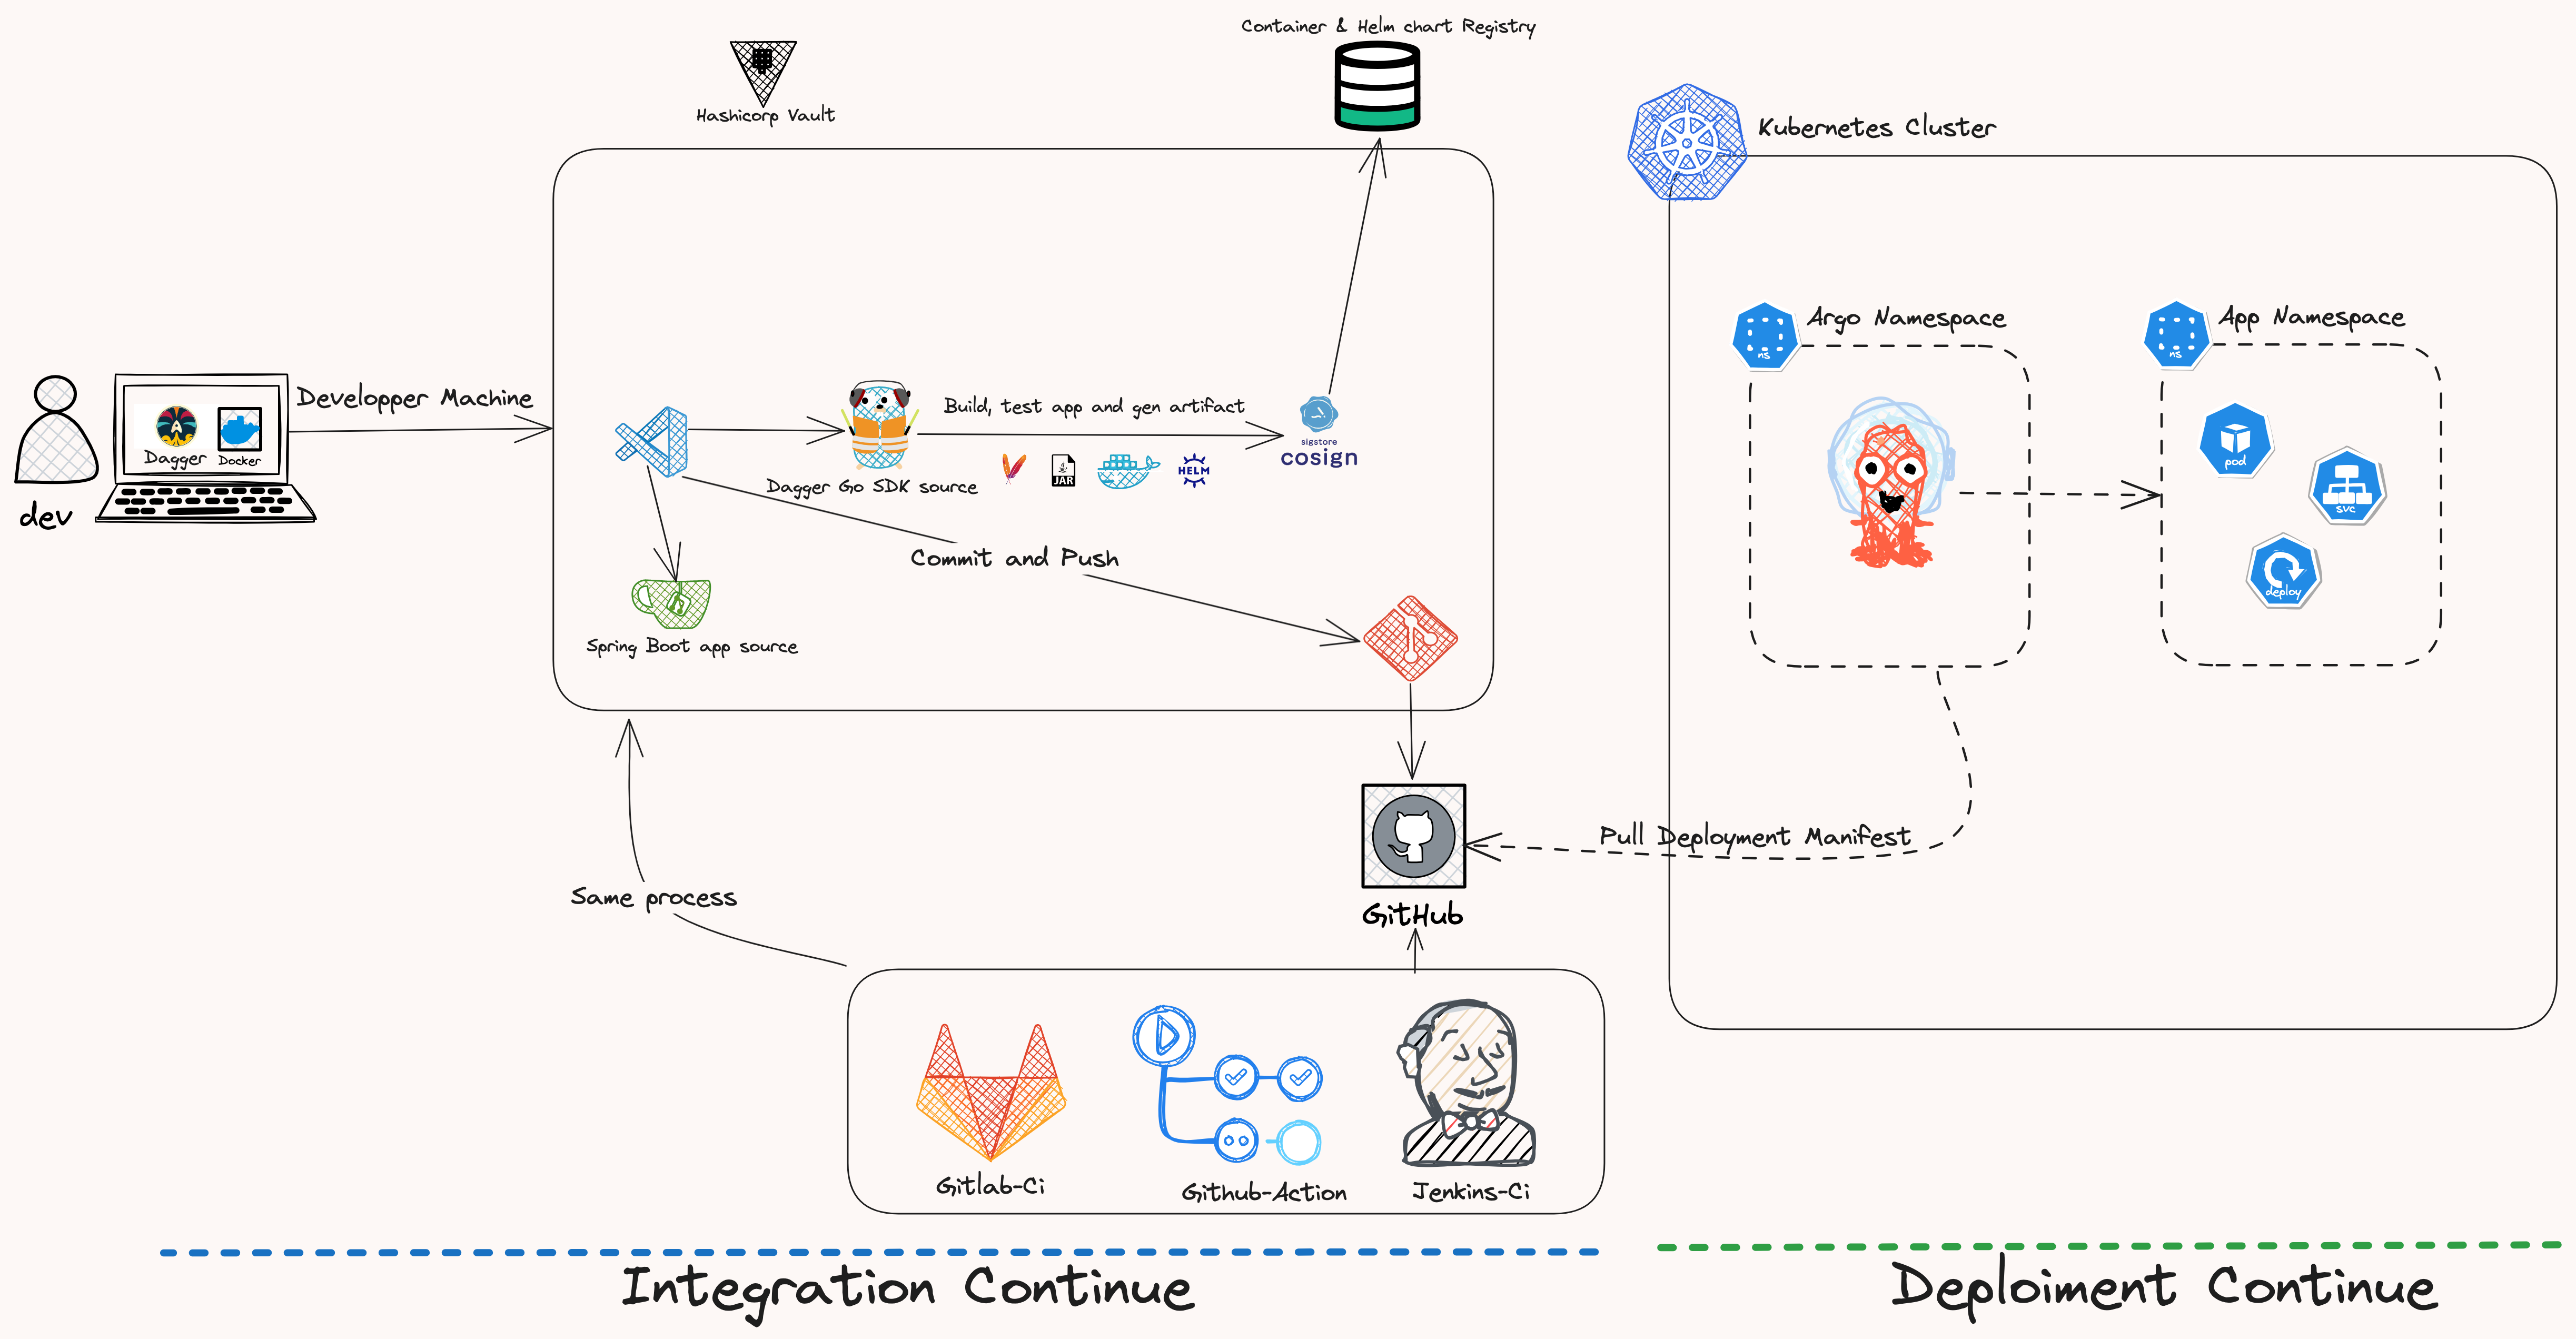 Container & Helm chart Registry
Hashicorp Vault
Kubernetes Cluster
Argo Namespace
ns
App Namespace
ns
pod
svc
deploy
Developper Machine
Dagger
Docker
dev
Build, test app and gen artifact
sigstore
cosign
JAR
HELM
Dagger Go SDK source
Commit and Push
Spring Boot app source
Pull Deployment Manifest
GitHub
Same process
Gitlab-Ci
Github-Action
Jenkins-Ci
Integration Continue
Deploiment Continue